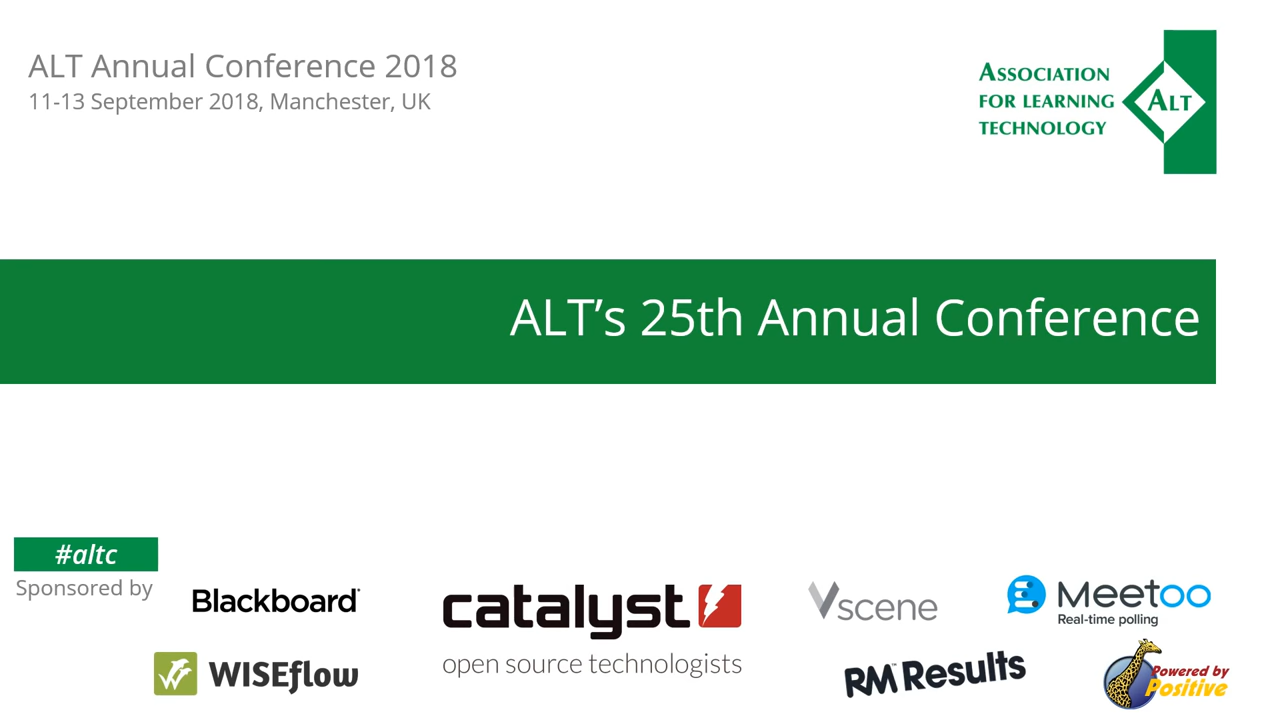 ALT Annual Conference 2018
11-13 September 2018, Manchester, UK
ASSOCIATION
FOR LEARNING
TECHNOLOGY
ALT
ALT’s 25th Annual Conference
#altc
Sponsored by
Blackboard
catalyst
open source technologists
Vscene
Meetoo
Real-time polling
WISEflow
RM Results
Powered by
Positive